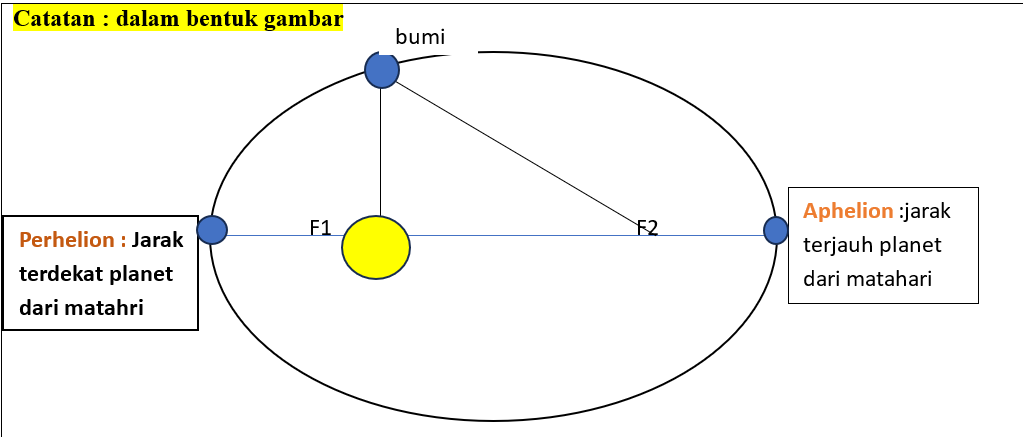 Catatan : dalam bentuk gambar
bumi
F1
F2
Perhelion : Jarak
terdekat planet
dari matahri
Aphelion :jarak
terjauh planet
dari matahari